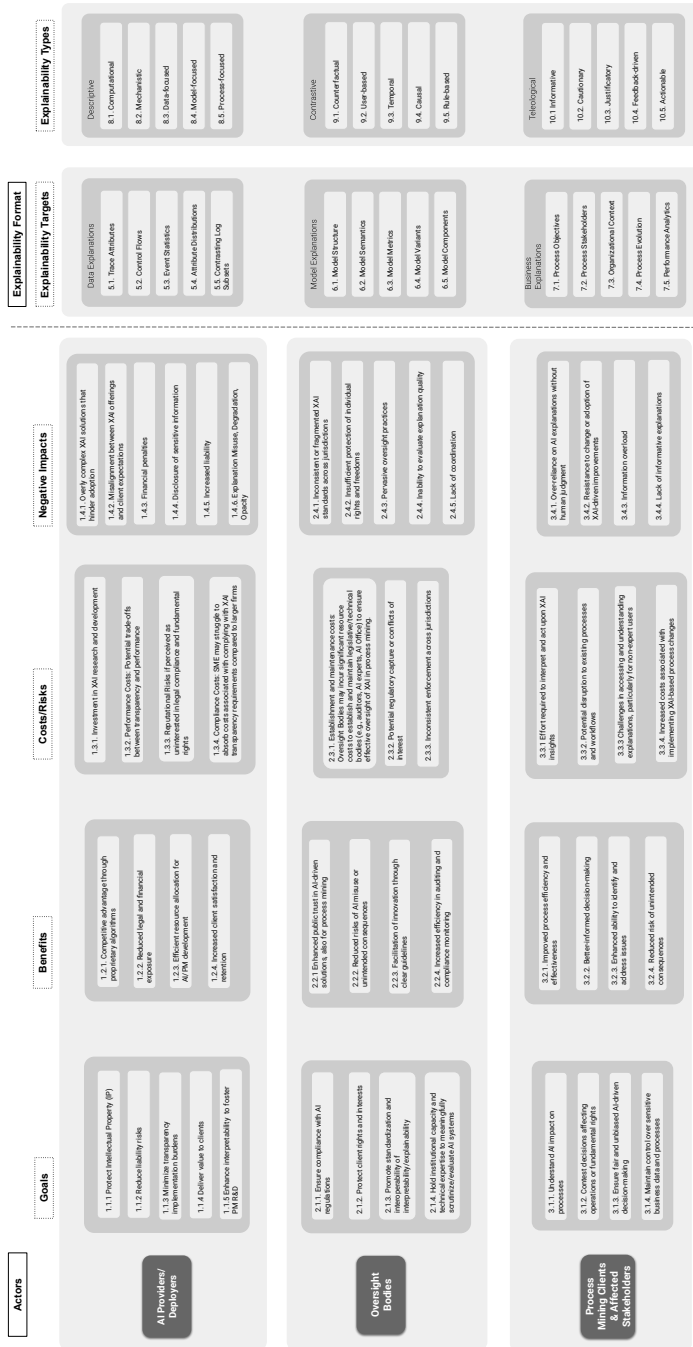 Actors
Goals
Benefits
Costs/Risks
Negative Impacts
Explainability Format
Explainability Targets
Explainability Types
AI Providers/
Deployers
1.1.1 Protect Intellectual Property (IP)
1.1.2 Reduce liability risks
1.1.3 Minimize transparency
implementation burdens
1.1.4 Deliver value to clients
1.1.5 Enhance interpretability to foster
PM R&D
1.2.1. Competitive advantage through
proprietary algorithms
1.2.2. Reduced legal and financial
exposure
1.2.3. Efficient resource allocation for
AI/PM development
1.2.4. Increased client satisfaction and
retention
1.3.1. Investment in XAI research and development
1.3.2. Performance Costs: Potential trade-offs
between transparency and performance
1.3.3. Reputational Risks if perceived as
uninterested in legal compliance and fundamental
rights
1.3.4. Compliance Costs: SME may struggle to
absorb costs associated with complying with XAI
transparency requirements compared to larger firms
1.4.1. Overly complex XAI solutions that
hinder adoption
1.4.2. Misalignment between XAI offerings
and client expectations
1.4.3. Financial penalties
1.4.4. Disclosure of sensitive information
1.4.5. Increased liability
1.4.6. Explanation Misuse, Degradation,
Opacity
Data Explanations
5.1. Trace Attributes
5.2. Control Flows
5.3. Event Statistics
5.4. Attribute Distributions
5.5. Contrasting Log
Subsets
Descriptive
8.1. Computational
8.2. Mechanistic
8.3. Data-focused
8.4. Model-focused
8.5. Process-focused
Oversight
Bodies
2.1.1. Ensure compliance with AI
regulations
2.1.2. Protect client rights and interests
2.1.3. Promote standardization and
interoperability of
interpretability/explainability
2.1.4. Hold institutional capacity and
technical expertise to meaningfully
scrutinize/evaluate AI systems
2.2.1 Enhanced public trust in AI-driven
solutions, also for process mining
2.2.2. Reduced risks of AI misuse or
unintended consequences
2.2.3. Facilitation of innovation through
clear guidelines
2.2.4. Increased efficiency in auditing and
compliance monitoring
2.3.1. Establishment and maintenance costs:
Oversight Bodies may incur significant resource
costs to establish and maintain legislative/technical
bodies (e.g., auditors, AI experts, AI Office) to ensure
effective oversight of XAI in process mining.
2.3.2. Potential regulatory capture or conflicts of
interest
2.3.3. Inconsistent enforcement across jurisdictions
2.4.1. Inconsistent or fragmented XAI
standards across jurisdictions
2.4.2. Insufficient protection of individual
rights and freedoms
2.4.3. Pervasive oversight practices
2.4.4. Inability to evaluate explanation quality
2.4.5. Lack of coordination
Model Explanations
6.1. Model Structure
6.2. Model Semantics
6.3. Model Metrics
6.4. Model Variants
6.5. Model Components
Contrastive
9.1. Counterfactual
9.2. User-based
9.3. Temporal
9.4. Causal
9.5. Rule-based
Process
Mining Clients
& Affected
Stakeholders
3.1.1. Understand AI impact on
processes
3.1.2. Contest decisions affecting
operations or fundamental rights
3.1.3. Ensure fair and unbiased AI-driven
decision-making
3.1.4. Maintain control over sensitive
business data and processes
3.2.1. Improved process efficiency and
effectiveness
3.2.2. Better-informed decision-making
3.2.3. Enhanced ability to identify and
address issues
3.2.4. Reduced risk of unintended
consequences
3.3.1 Effort required to interpret and act upon XAI
insights
3.3.2. Potential disruption to existing processes
and workflows
3.3.3 Challenges in accessing and understanding
explanations, particularly for non-expert users
3.3.4. Increased costs associated with
implementing XAI-based process changes
3.4.1. Over-reliance on AI explanations without
human judgment
3.4.2. Resistance to change or adoption of
XAI-driven improvements
3.4.3. Information overload
3.4.4. Lack of informative explanations
Business
Explanations
7.1. Process Objectives
7.2. Process Stakeholders
7.3. Organizational Context
7.4. Process Evolution
7.5. Performance Analytics
Teleological
10.1 Informative
10.2. Cautionary
10.3. Justificatory
10.4. Feedback-driven
10.5. Actionable